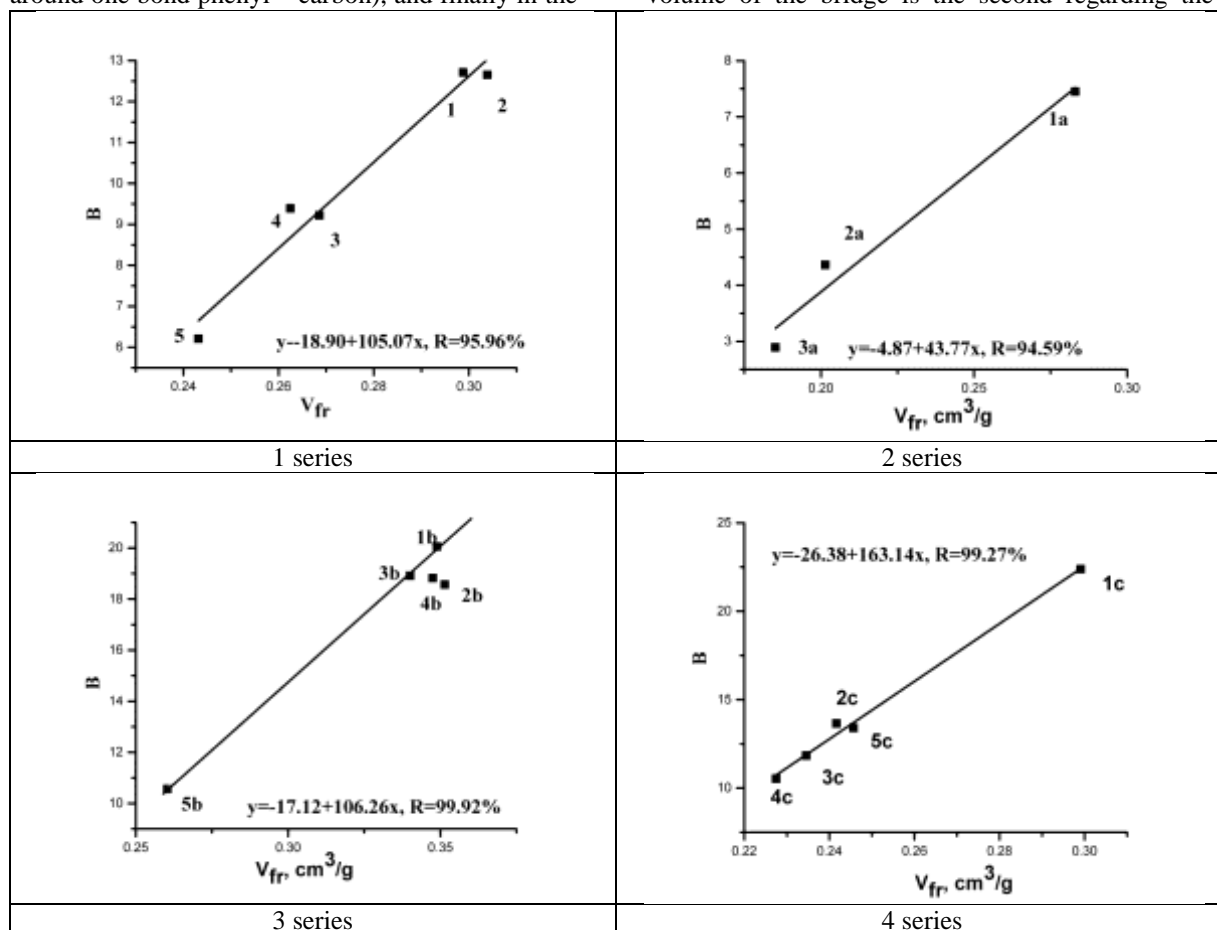 around one bond phenyl – carbon), and finally in the
volume of the bridge is the second regarding the
13
12
11
10
9
8
7
6
B
1
2
4
3
5
y--18.90+105.07x, R=95.96%
0.24 0.26 0.28 0.30
Vfr
1 series
8
7
6
5
4
3
B
1a
2a
3a
y=-4.87+43.77x, R=94.59%
0.20 0.25 0.30
Vfr, cm³/g
2 series
20
18
16
14
12
10
B
1b
3b
2b
4b
5b
y=-17.12+106.26x, R=99.92%
0.25 0.30 0.35
Vfr, cm³/g
3 series
25
20
15
10
B
y=-26.38+163.14x, R=99.27%
1c
2c
5c
3c
4c
0.22 0.24 0.26 0.28 0.30
Vfr, cm³/g
4 series